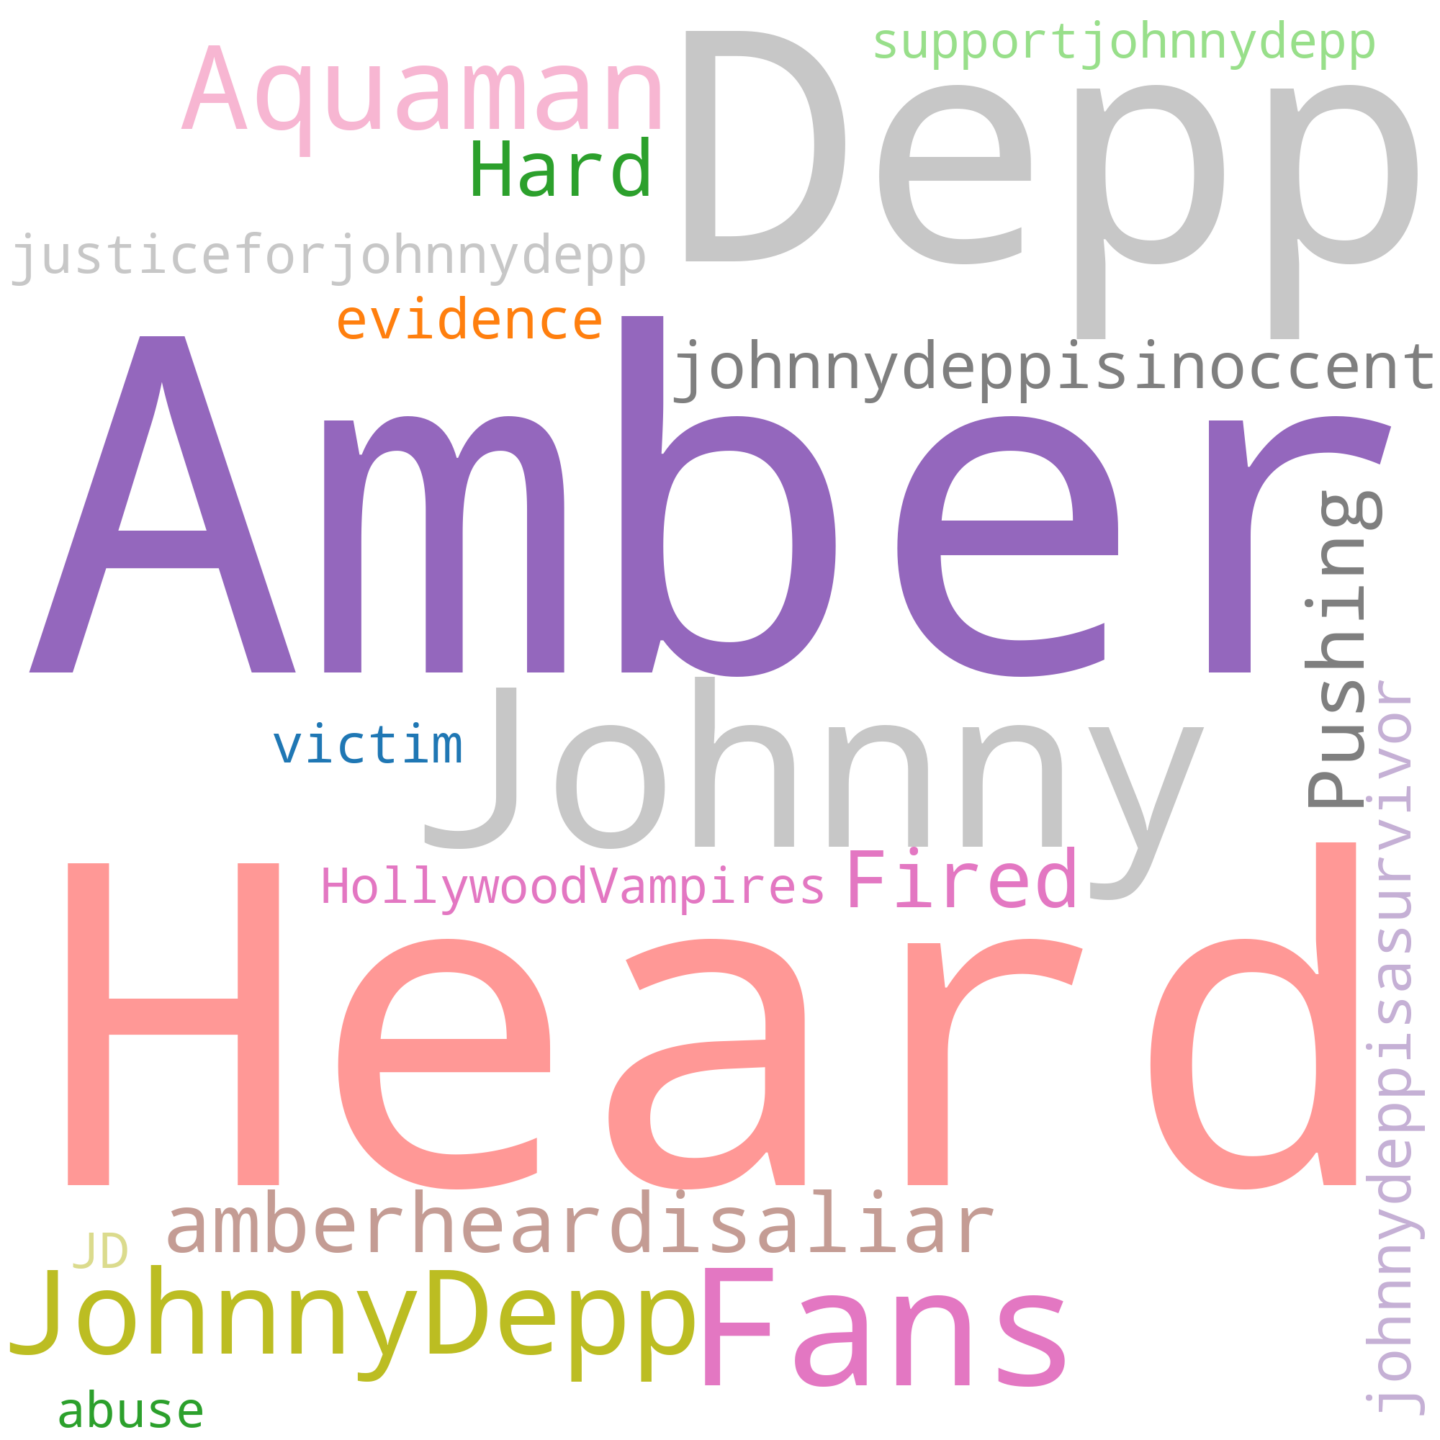 supportjohnnydepp
Aquaman
Depp
Hard
justiceforjohnnydepp
evidence
johnnydeppisinoccent
Amber
Pushing
Johnny
victim
johnnydeppisasurvivor
HollywoodVampires
Fired
Heard
amberheardisaliar
JD
JohnnyDepp
Fans
abuse